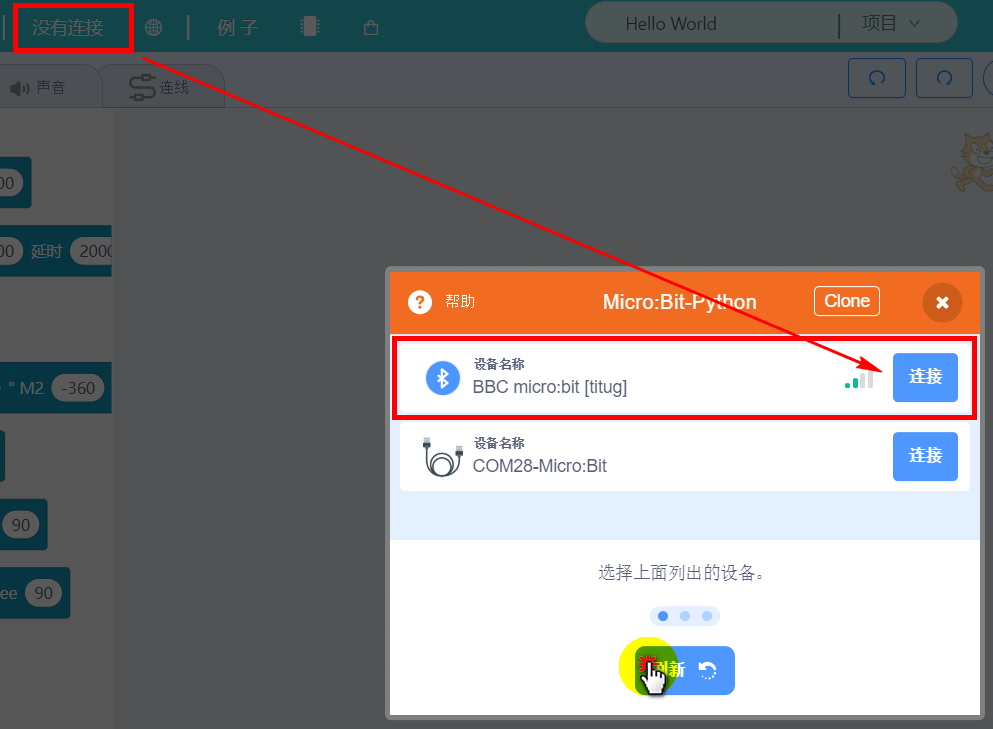 没有连接
例子
Hello World
项目
声音
连线
00
00 延时 2000
° M2 -360
90
ee 90
? 帮助
Micro:Bit-Python
Clone
设备名称
BBC micro:bit [titug]
连接
设备名称
COM28-Micro:Bit
连接
选择上面列出的设备。
刷新